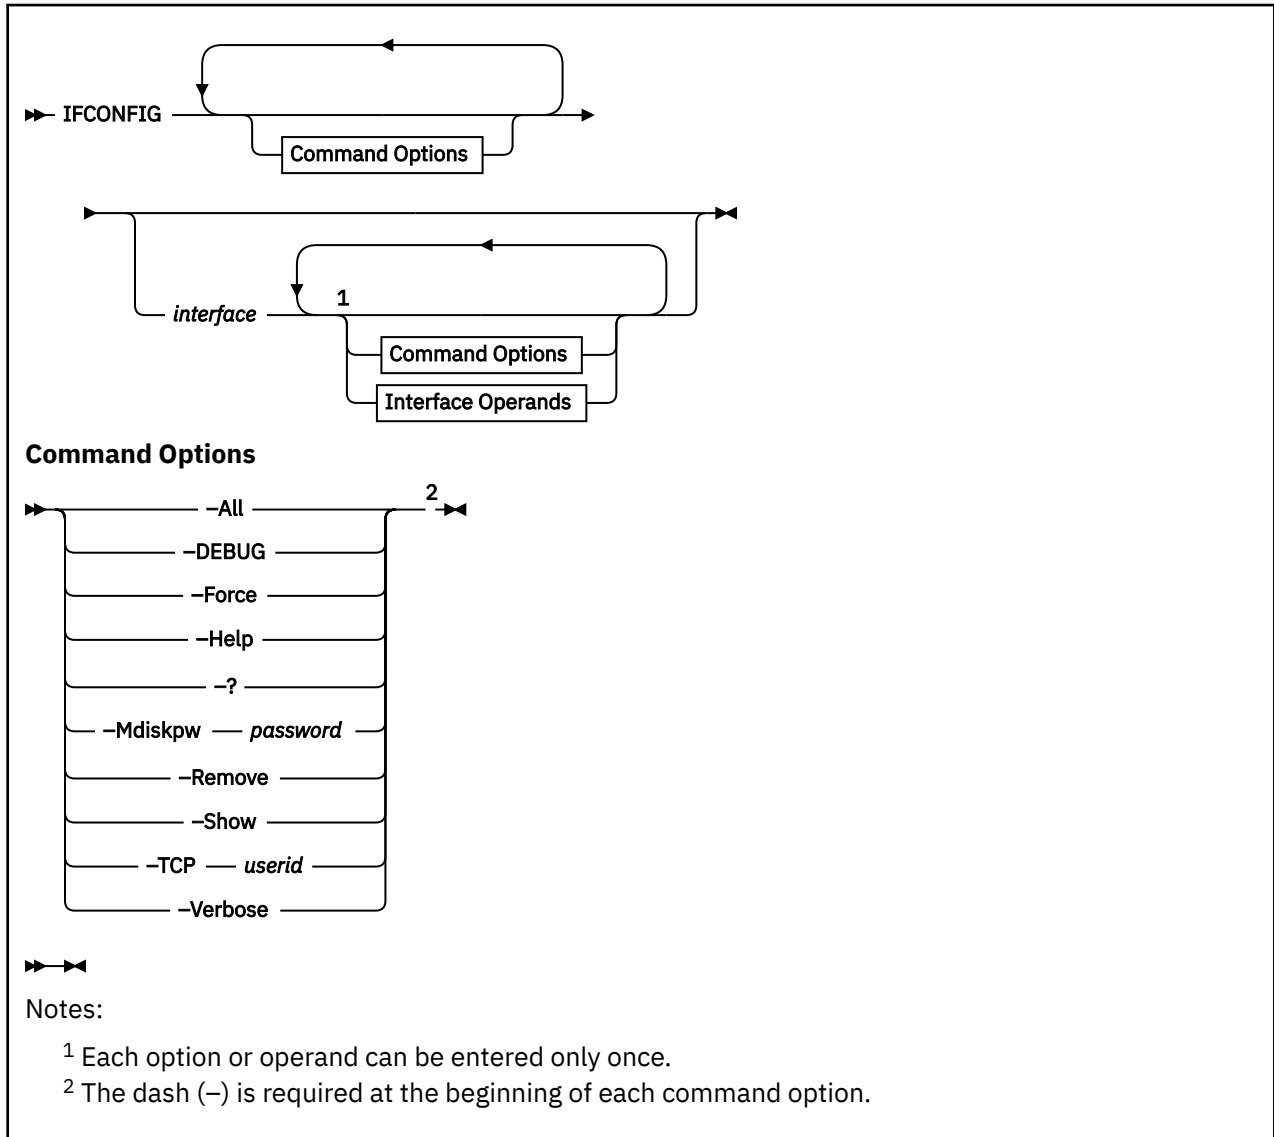 IFCONFIG
Command Options
interface
1
Command Options
Interface Operands
Command Options
–All
2
–DEBUG
–Force
–Help
–?
–Mdiskpw password
–Remove
–Show
–TCP userid
–Verbose
Notes:
1 Each option or operand can be entered only once.
2 The dash (–) is required at the beginning of each command option.